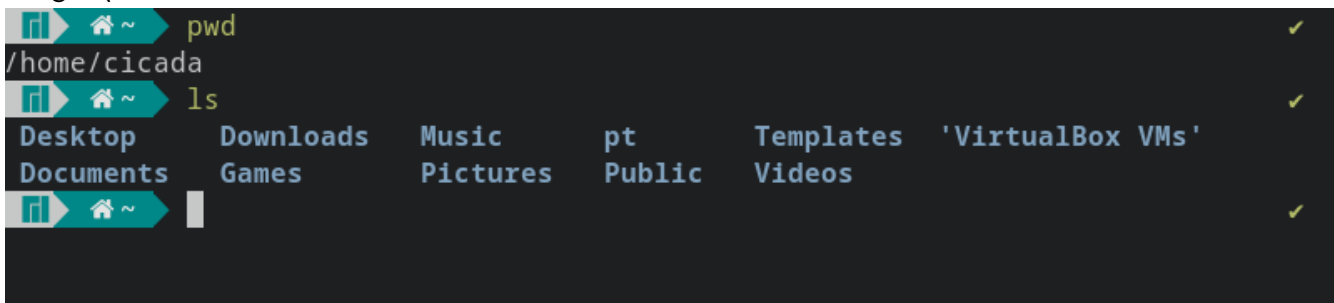 ~ pwd
/home/cicada
~ ls
Desktop Downloads Music pt Templates 'VirtualBox VMs'
Documents Games Pictures Public Videos
~